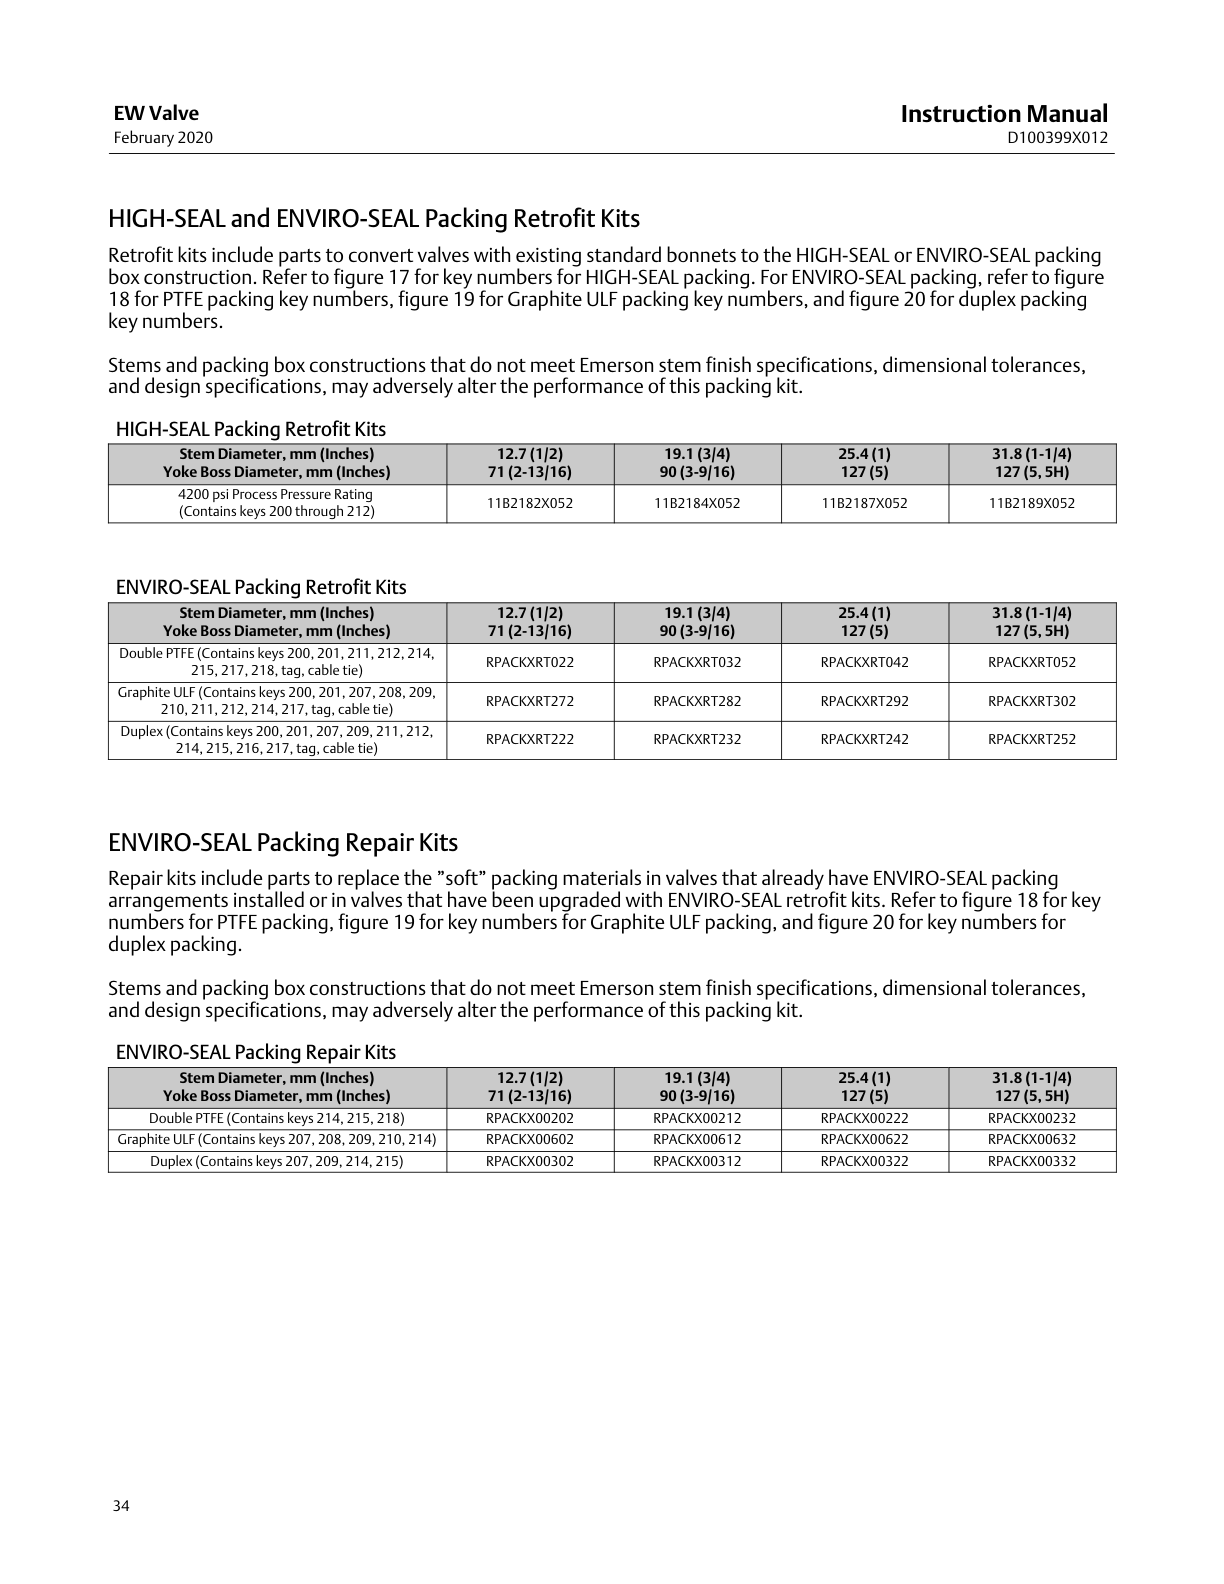 EW Valve
February 2020
Instruction Manual
D100399X012
HIGH-SEAL and ENVIRO-SEAL Packing Retrofit Kits
Retrofit kits include parts to convert valves with existing standard bonnets to the HIGH-SEAL or ENVIRO-SEAL packing
box construction. Refer to figure 17 for key numbers for HIGH-SEAL packing. For ENVIRO-SEAL packing, refer to figure
18 for PTFE packing key numbers, figure 19 for Graphite ULF packing key numbers, and figure 20 for duplex packing
key numbers.
Stems and packing box constructions that do not meet Emerson stem finish specifications, dimensional tolerances,
and design specifications, may adversely alter the performance of this packing kit.
HIGH-SEAL Packing Retrofit Kits
Stem Diameter, mm (Inches) 12.7 (1/2) 19.1 (3/4) 25.4 (1) 31.8 (1-1/4)
Yoke Boss Diameter, mm (Inches) 71 (2-13/16) 90 (3-9/16) 127 (5) 127 (5, 5H)
4200 psi Process Pressure Rating
(Contains keys 200 through 212) 11B2182X052 11B2184X052 11B2187X052 11B2189X052
ENVIRO-SEAL Packing Retrofit Kits
Stem Diameter, mm (Inches) 12.7 (1/2) 19.1 (3/4) 25.4 (1) 31.8 (1-1/4)
Yoke Boss Diameter, mm (Inches) 71 (2-13/16) 90 (3-9/16) 127 (5) 127 (5, 5H)
Double PTFE (Contains keys 200, 201, 211, 212, 214,
215, 217, 218, tag, cable tie) RPACKXRT022 RPACKXRT032 RPACKXRT042 RPACKXRT052
Graphite ULF (Contains keys 200, 201, 207, 208, 209,
210, 211, 212, 214, 217, tag, cable tie) RPACKXRT272 RPACKXRT282 RPACKXRT292 RPACKXRT302
Duplex (Contains keys 200, 201, 207, 209, 211, 212,
214, 215, 216, 217, tag, cable tie) RPACKXRT222 RPACKXRT232 RPACKXRT242 RPACKXRT252
ENVIRO-SEAL Packing Repair Kits
Repair kits include parts to replace the ”soft” packing materials in valves that already have ENVIRO-SEAL packing
arrangements installed or in valves that have been upgraded with ENVIRO-SEAL retrofit kits. Refer to figure 18 for key
numbers for PTFE packing, figure 19 for key numbers for Graphite ULF packing, and figure 20 for key numbers for
duplex packing.
Stems and packing box constructions that do not meet Emerson stem finish specifications, dimensional tolerances,
and design specifications, may adversely alter the performance of this packing kit.
ENVIRO-SEAL Packing Repair Kits
Stem Diameter, mm (Inches) 12.7 (1/2) 19.1 (3/4) 25.4 (1) 31.8 (1-1/4)
Yoke Boss Diameter, mm (Inches) 71 (2-13/16) 90 (3-9/16) 127 (5) 127 (5, 5H)
Double PTFE (Contains keys 214, 215, 218) RPACKX00202 RPACKX00212 RPACKX00222 RPACKX00232
Graphite ULF (Contains keys 207, 208, 209, 210, 214) RPACKX00602 RPACKX00612 RPACKX00622 RPACKX00632
Duplex (Contains keys 207, 209, 214, 215) RPACKX00302 RPACKX00312 RPACKX00322 RPACKX00332
34